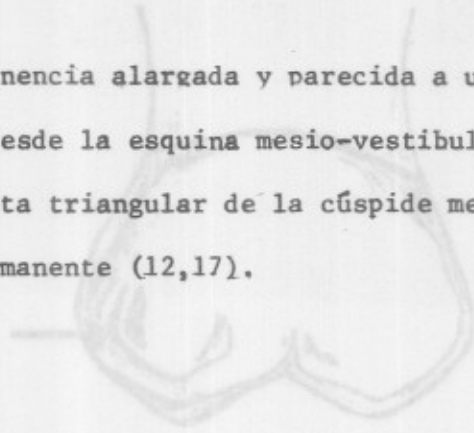 nencia alargada y parecida a u
esde la esquina mesio-vestibul
ta triangular de la cúspide me
manente (12,17).